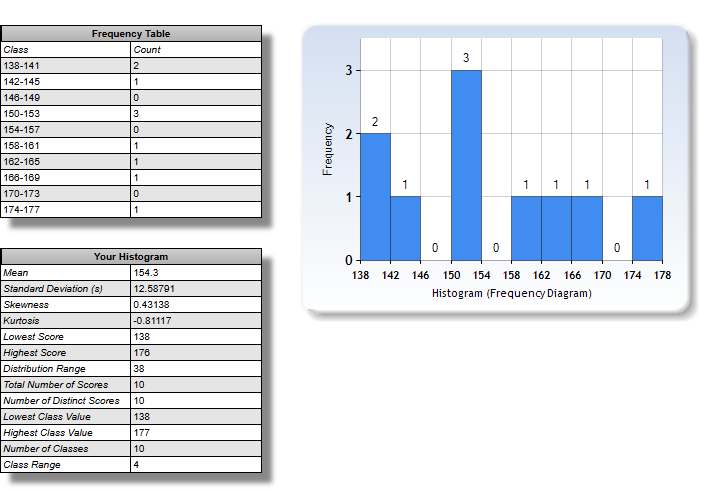 Frequency Table
Class Count
138-141 2
142-145 1
146-149 0
150-153 3
154-157 0
158-161 1
162-165 1
166-169 1
170-173 0
174-177 1
Your Histogram
Mean 154.3
Standard Deviation (s) 12.58791
Skewness 0.43138
Kurtosis -0.81117
Lowest Score 138
Highest Score 176
Distribution Range 38
Total Number of Scores 10
Number of Distinct Scores 10
Lowest Class Value 138
Highest Class Value 177
Number of Classes 10
Class Range 4
Frequency
3
2
1
0
2 1 0 3 0 1 1 1 0 1
138 142 146 150 154 158 162 166 170 174 178
Histogram (Frequency Diagram)